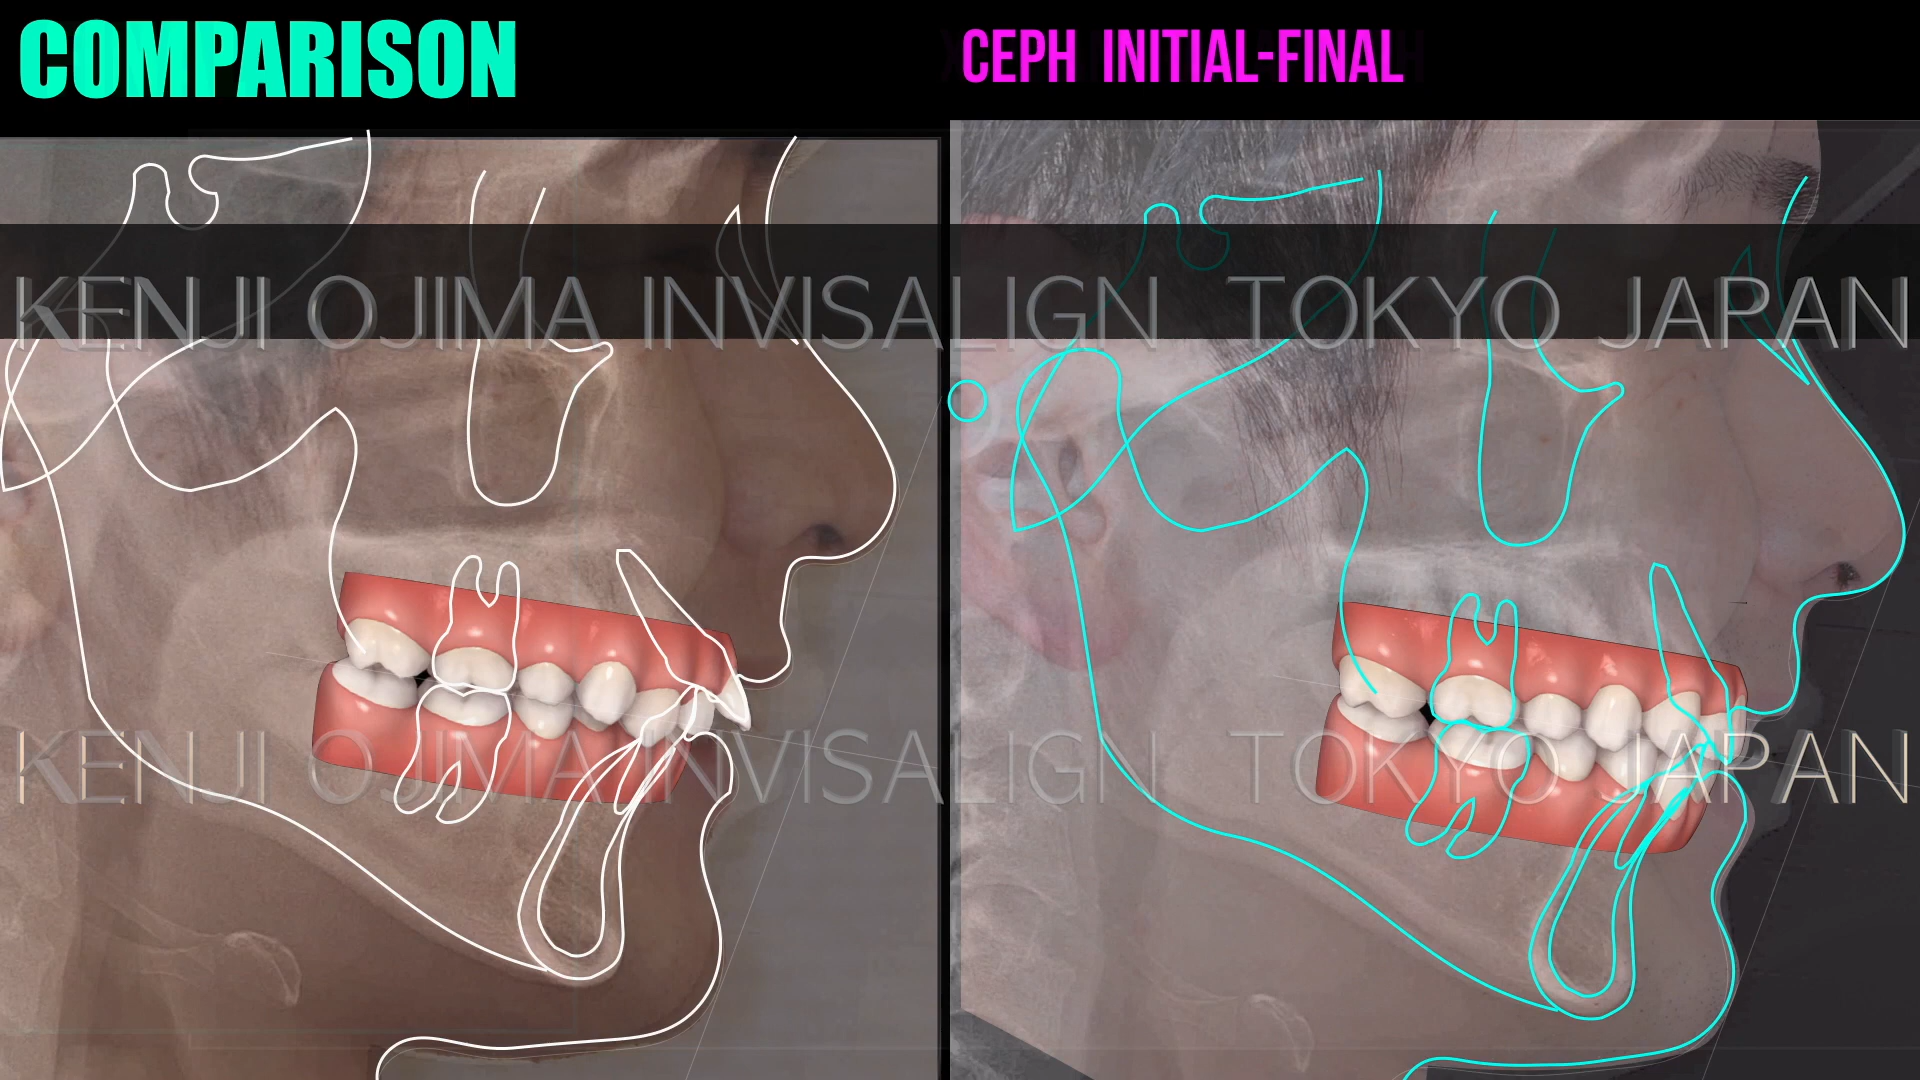 COMPARISON
CEPH INITIAL-FINAL
KENJI OJIMA INVISALIGN TOKYO JAPAN
KENJI OJIMA INVISALIGN TOKYO JAPAN